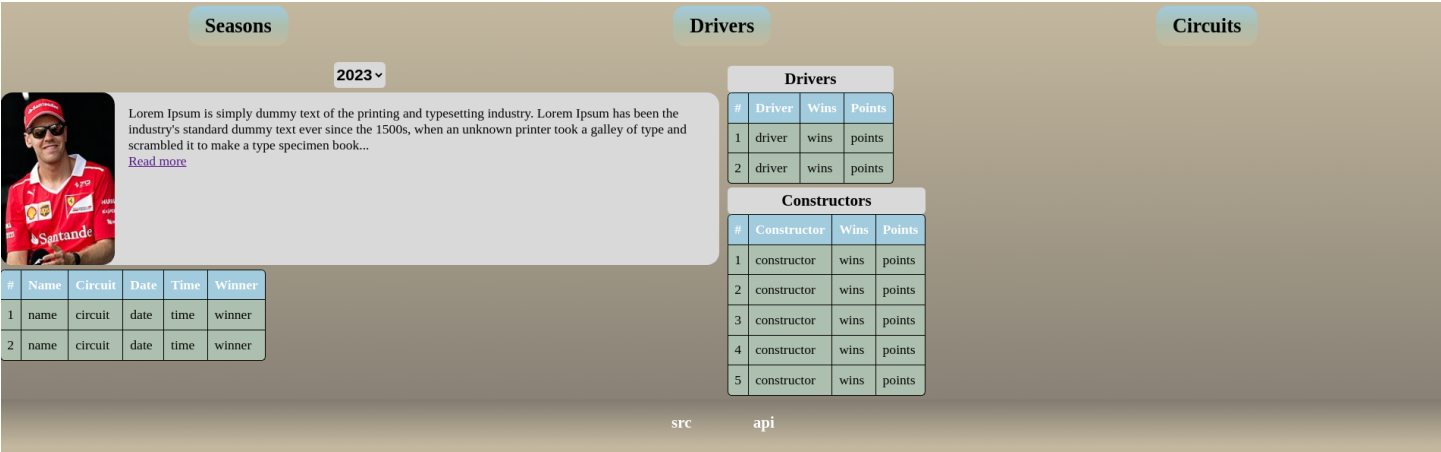 Seasons Drivers Circuits
2023
Lorem Ipsum is simply dummy text of the printing and typesetting industry. Lorem Ipsum has been the
industry's standard dummy text ever since the 1500s, when an unknown printer took a galley of type and
scrambled it to make a type specimen book...
Read more
Santander
# Name Circuit Date Time Winner
1 name circuit date time winner
2 name circuit date time winner
Drivers
# Driver Wins Points
1 driver wins points
2 driver wins points
Constructors
# Constructor Wins Points
1 constructor wins points
2 constructor wins points
3 constructor wins points
4 constructor wins points
5 constructor wins points
src api